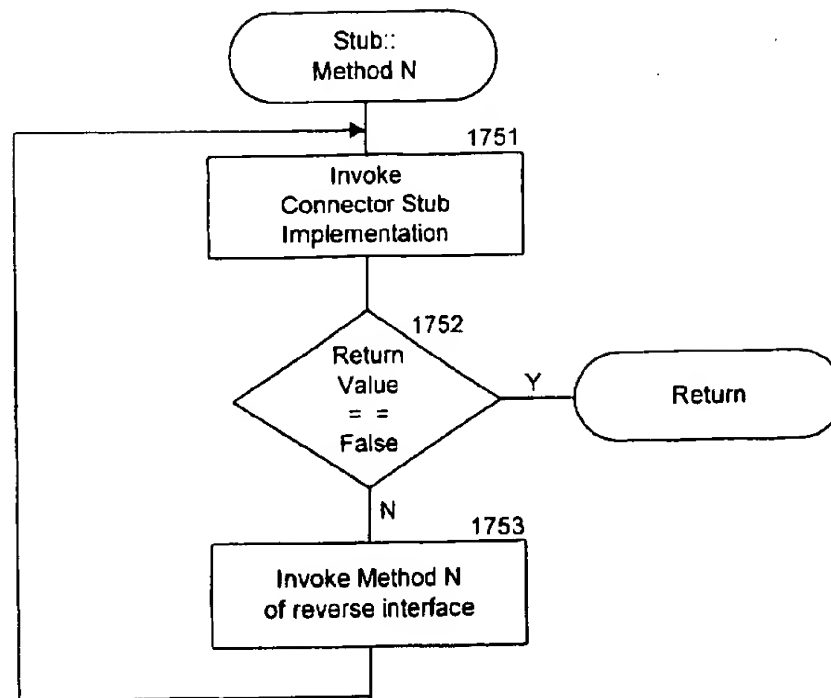 Stub::
Method N
1751
Invoke
Connector Stub
Implementation
1752
Return
Value
= =
False
Y
Return
N
1753
Invoke Method N
of reverse interface